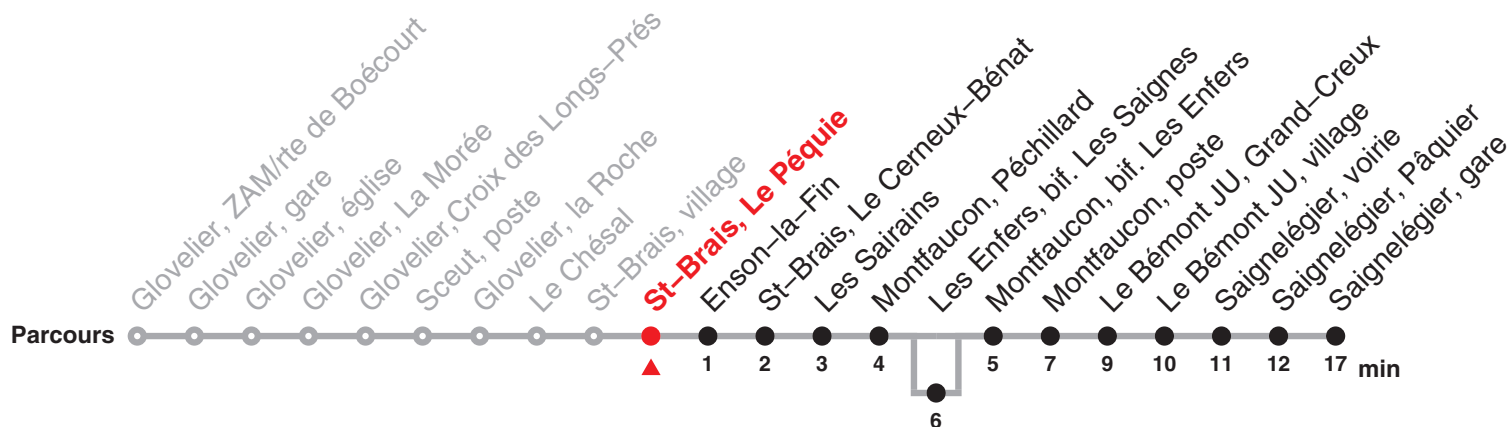 Glovelier, ZAM/rte de Boécourt
Glovelier, gare
Glovelier, église
Glovelier, La Morée
Glovelier, Croix des Longs–Prés
Sceut, poste
Glovelier, la Roche
Le Chésal
St–Brais, village
St–Brais, Le Péquie
Enson–la–Fin
St–Brais, Le Cerneux–Bénat
Les Sairains
Montfaucon, Péchillard
Les Enfers, bif. Les Saignes
Montfaucon, bif. Les Enfers
Montfaucon, poste
Le Bémont JU, Grand–Creux
Le Bémont JU, village
Saignelégier, voirie
Saignelégier, Pâquier
Saignelégier, gare
Parcours
1 2 3 4 5 7 9 10 11 12 17 min
6